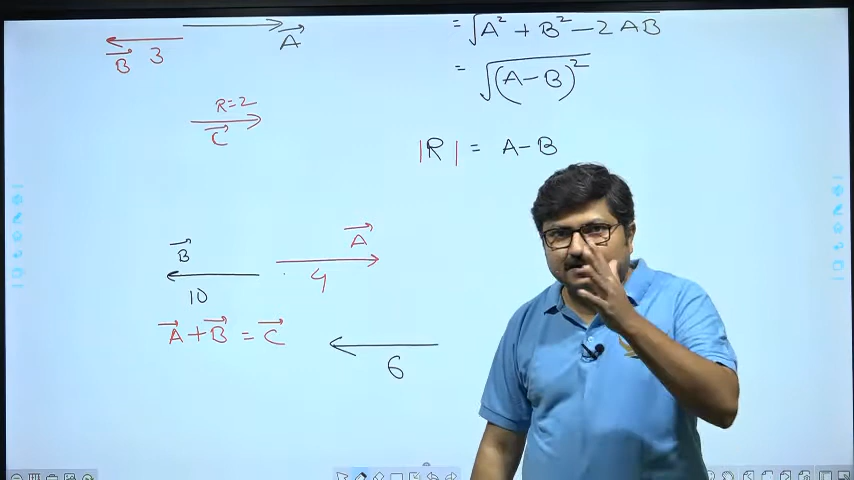 = √A² + B² − 2AB
A⃗
B⃗ 3
= √(A − B)²
R=2
C⃗
|R| = A − B
B⃗
A⃗
10
4
A⃗ + B⃗ = C⃗
6